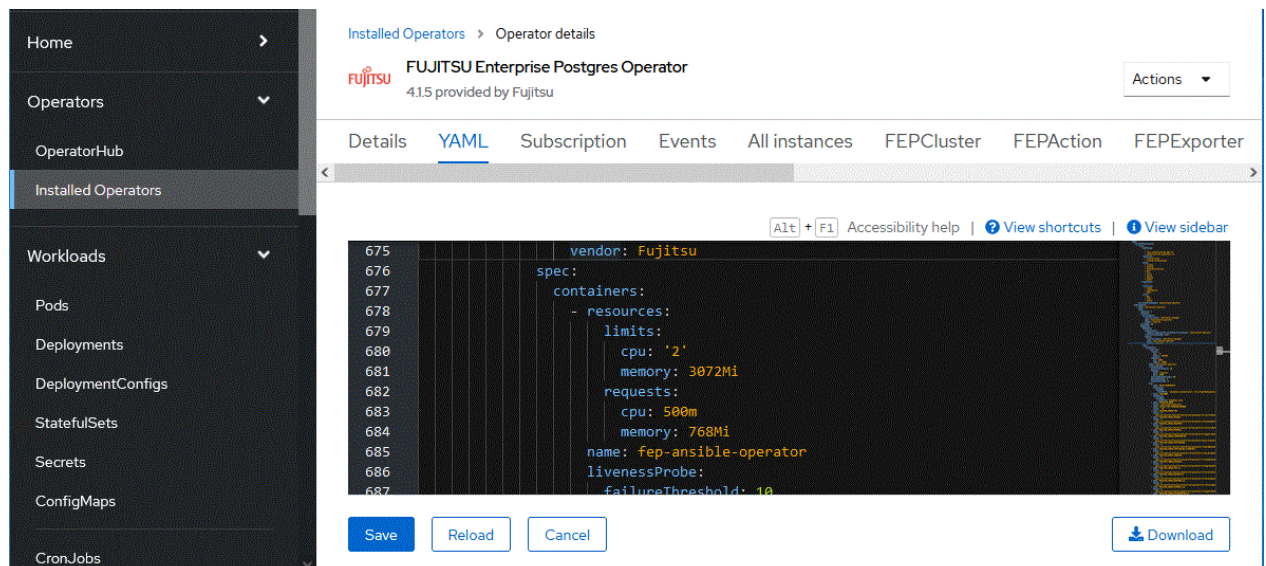 Home
Operators
OperatorHub
Installed Operators
Workloads
Pods
Deployments
DeploymentConfigs
StatefulSets
Secrets
ConfigMaps
CronJobs
Installed Operators > Operator details
FUJITSU
FUJITSU Enterprise Postgres Operator
4.1.5 provided by Fujitsu
Actions
Details YAML Subscription Events All instances FEPCluster FEPAction FEPExporter
Alt + F1 Accessibility help | View shortcuts | View sidebar
675 vendor: Fujitsu
676 spec:
677 containers:
678 - resources:
679 limits:
680 cpu: '2'
681 memory: 3072Mi
682 requests:
683 cpu: 500m
684 memory: 768Mi
685 name: fep-ansible-operator
686 livenessProbe:
687 failureThreshold: 10
Save Reload Cancel Download